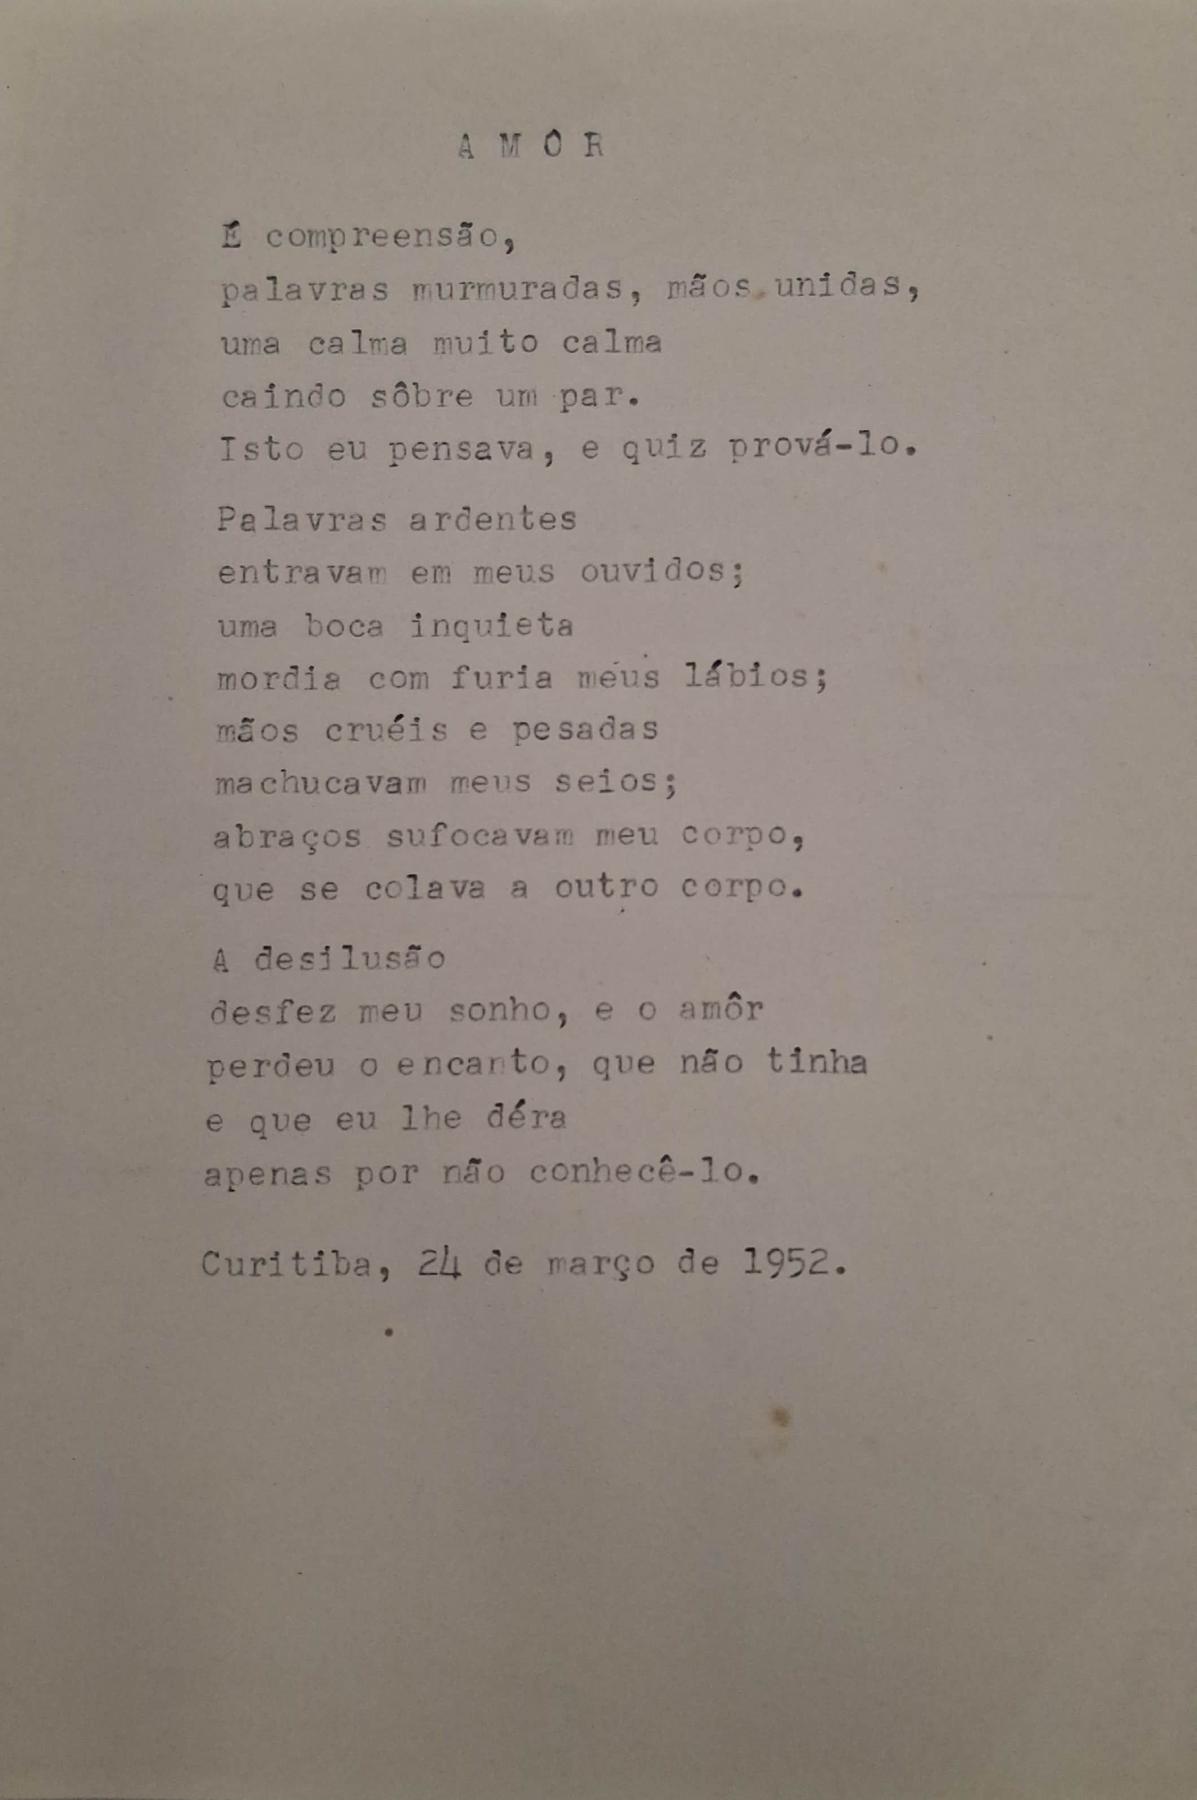 A M Ô R
É compreensão,
palavras murmuradas, mãos unidas,
uma calma muito calma
caindo sôbre um par.
Isto eu pensava, e quiz prová-lo.
Palavras ardentes
entravam em meus ouvidos;
uma boca inquieta
mordia com furia meus lábios;
mãos cruéis e pesadas
machucavam meus seios;
abraços sufocavam meu corpo,
que se colava a outro corpo.
A desilusão
desfez meu sonho, e o amôr
perdeu o encanto, que não tinha
e que eu lhe déra
apenas por não conhecê-lo.
Curitiba, 24 de março de 1952.